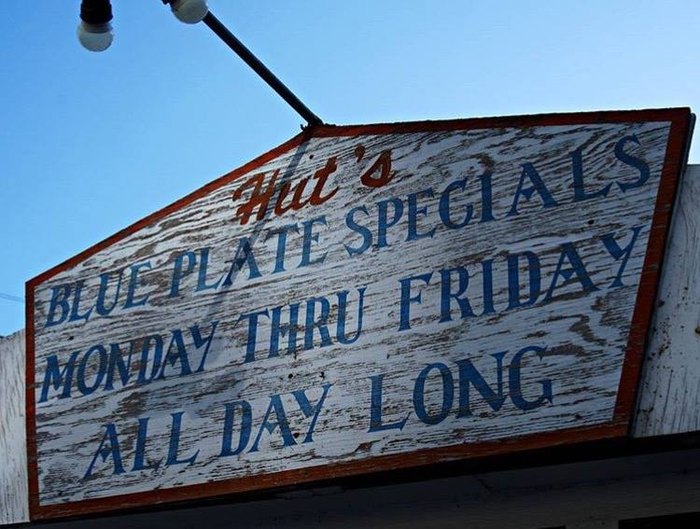 Hut's
BLUE PLATE SPECIALS
MONDAY THRU FRIDAY
ALL DAY LONG